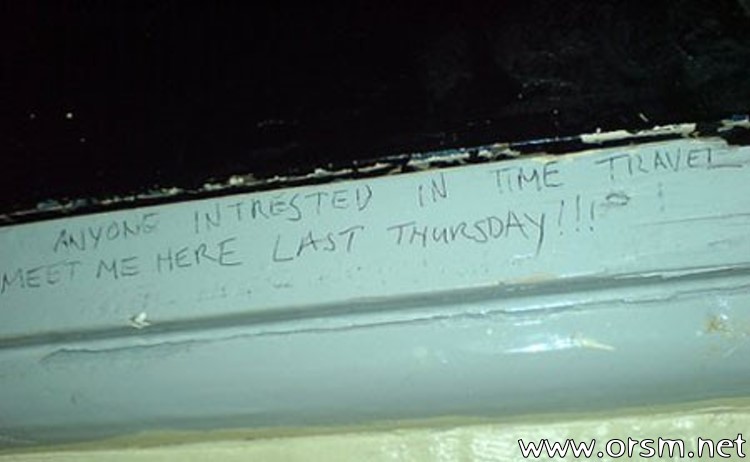 ANYONE INTRESTED IN TIME TRAVEL
MEET ME HERE LAST THURSDAY!!!
www.orsm.net